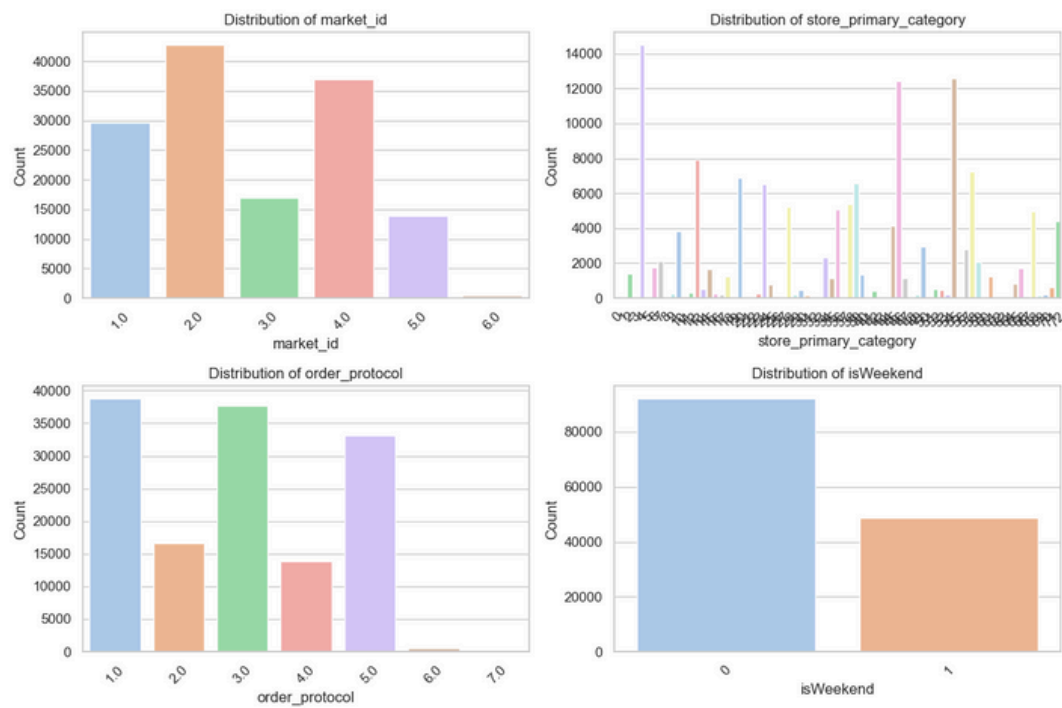 Distribution of market_id
40000
35000
30000
25000
20000
15000
10000
5000
0
Count
1.0 2.0 3.0 4.0 5.0 6.0
market_id
Distribution of store_primary_category
14000
12000
10000
8000
6000
4000
2000
0
Count
store_primary_category
Distribution of order_protocol
40000
35000
30000
25000
20000
15000
10000
5000
0
Count
1.0 2.0 3.0 4.0 5.0 6.0 7.0
order_protocol
Distribution of isWeekend
80000
60000
40000
20000
0
Count
0 1
isWeekend